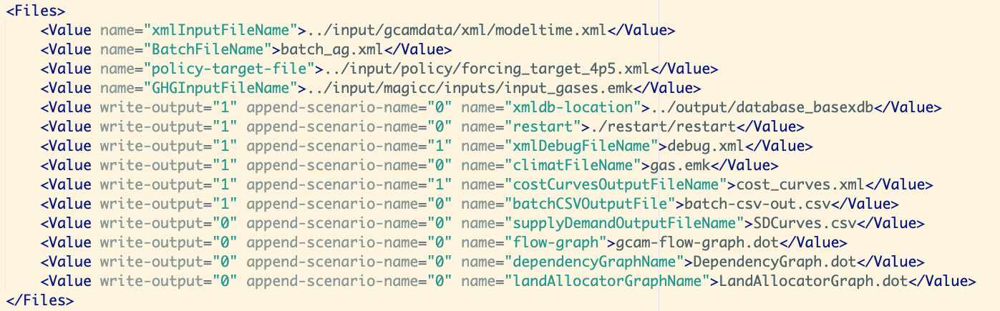 <Files>
<Value name="xmlInputFileName">../input/gcamdata/xml/modeltime.xml</Value>
<Value name="BatchFileName">batch_ag.xml</Value>
<Value name="policy-target-file">../input/policy/forcing_target_4p5.xml</Value>
<Value name="GHGInputFileName">../input/magicc/inputs/input_gases.emk</Value>
<Value write-output="1" append-scenario-name="0" name="xmldb-location">../output/database_basexdb</Value>
<Value write-output="1" append-scenario-name="0" name="restart">./restart/restart</Value>
<Value write-output="1" append-scenario-name="1" name="xmlDebugFileName">debug.xml</Value>
<Value write-output="1" append-scenario-name="0" name="climatFileName">gas.emk</Value>
<Value write-output="1" append-scenario-name="1" name="costCurvesOutputFileName">cost_curves.xml</Value>
<Value write-output="1" append-scenario-name="0" name="batchCSVOutputFile">batch-csv-out.csv</Value>
<Value write-output="0" append-scenario-name="0" name="supplyDemandOutputFileName">SDCurves.csv</Value>
<Value write-output="0" append-scenario-name="0" name="flow-graph">gcam-flow-graph.dot</Value>
<Value write-output="0" append-scenario-name="0" name="dependencyGraphName">DependencyGraph.dot</Value>
<Value write-output="0" append-scenario-name="0" name="landAllocatorGraphName">LandAllocatorGraph.dot</Value>
</Files>